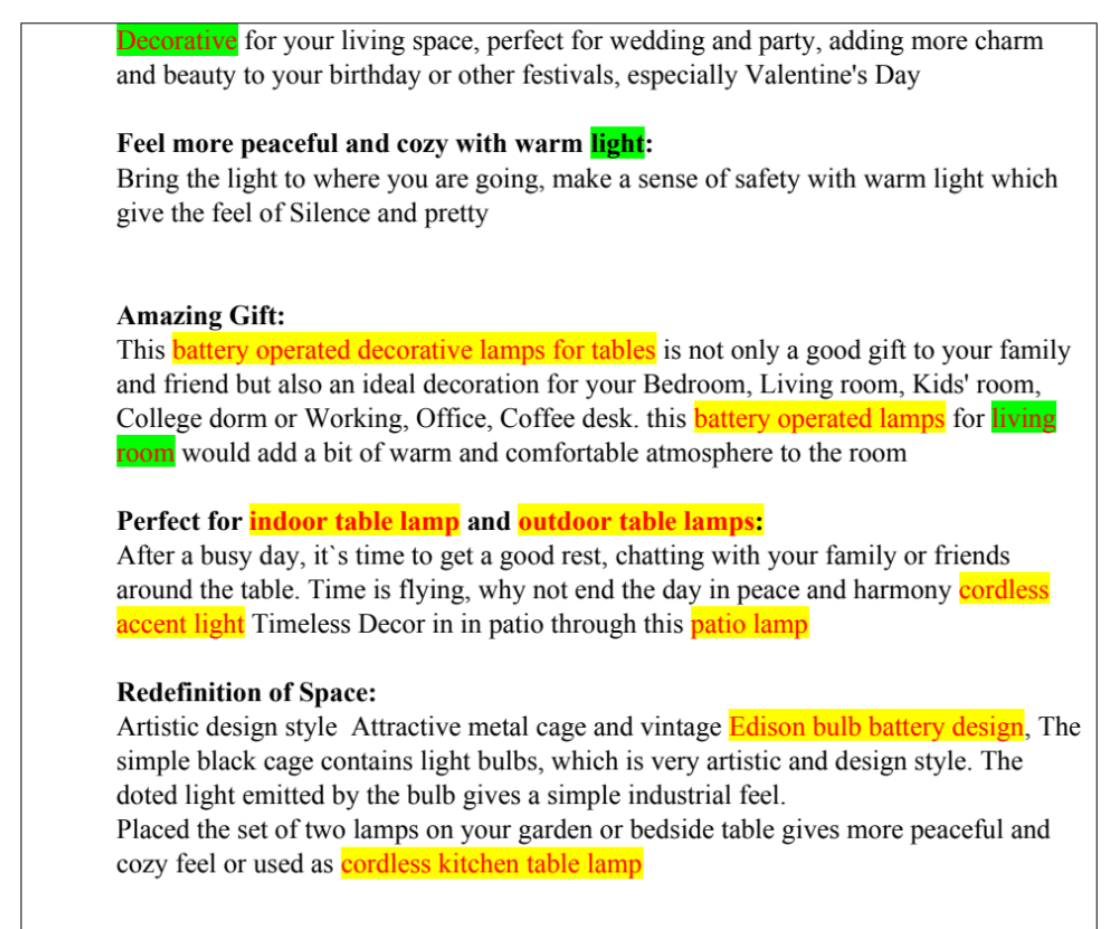 Decorative for your living space, perfect for wedding and party, adding more charm
and beauty to your birthday or other festivals, especially Valentine's Day
Feel more peaceful and cozy with warm light:
Bring the light to where you are going, make a sense of safety with warm light which
give the feel of Silence and pretty
Amazing Gift:
This battery operated decorative lamps for tables is not only a good gift to your family
and friend but also an ideal decoration for your Bedroom, Living room, Kids' room,
College dorm or Working, Office, Coffee desk. this battery operated lamps for living
room would add a bit of warm and comfortable atmosphere to the room
Perfect for indoor table lamp and outdoor table lamps:
After a busy day, it`s time to get a good rest, chatting with your family or friends
around the table. Time is flying, why not end the day in peace and harmony cordless
accent light Timeless Decor in in patio through this patio lamp
Redefinition of Space:
Artistic design style  Attractive metal cage and vintage Edison bulb battery design, The
simple black cage contains light bulbs, which is very artistic and design style. The
doted light emitted by the bulb gives a simple industrial feel.
Placed the set of two lamps on your garden or bedside table gives more peaceful and
cozy feel or used as cordless kitchen table lamp